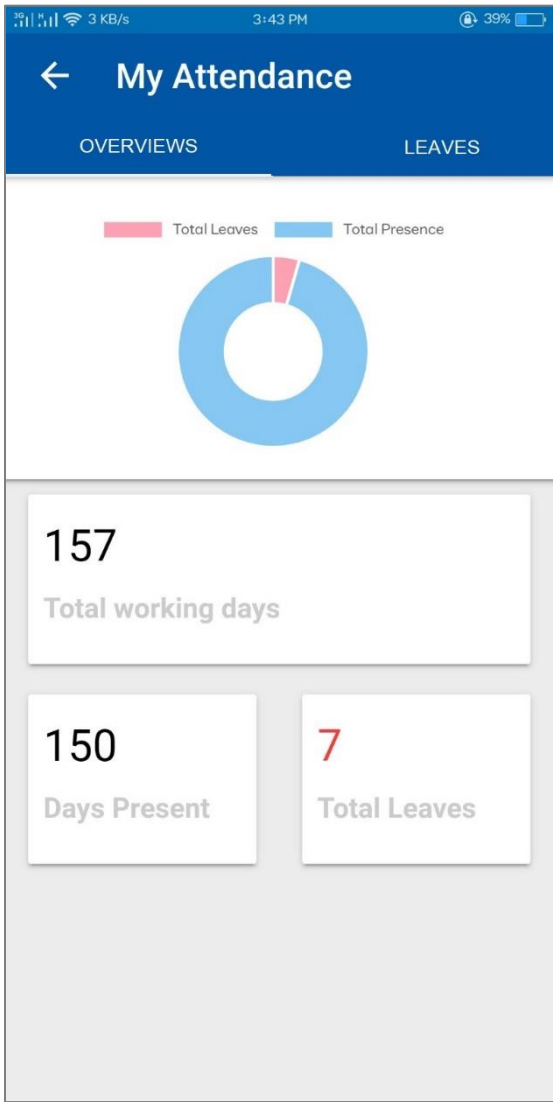 3G H 3 KB/s 3:43 PM 39%
My Attendance
OVERVIEWS LEAVES
Total Leaves Total Presence
157
Total working days
150 7
Days Present Total Leaves